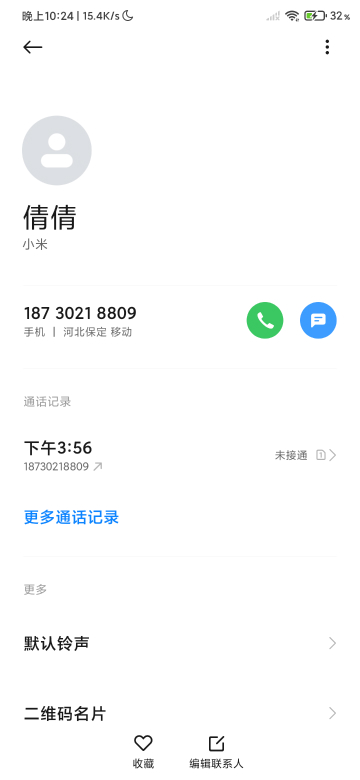 晚上10:24 | 15.4K/s
32%
倩倩
小米
187 3021 8809
手机 | 河北保定 移动
通话记录
下午3:56
未接通 1
18730218809
更多通话记录
更多
默认铃声
二维码名片
收藏
编辑联系人